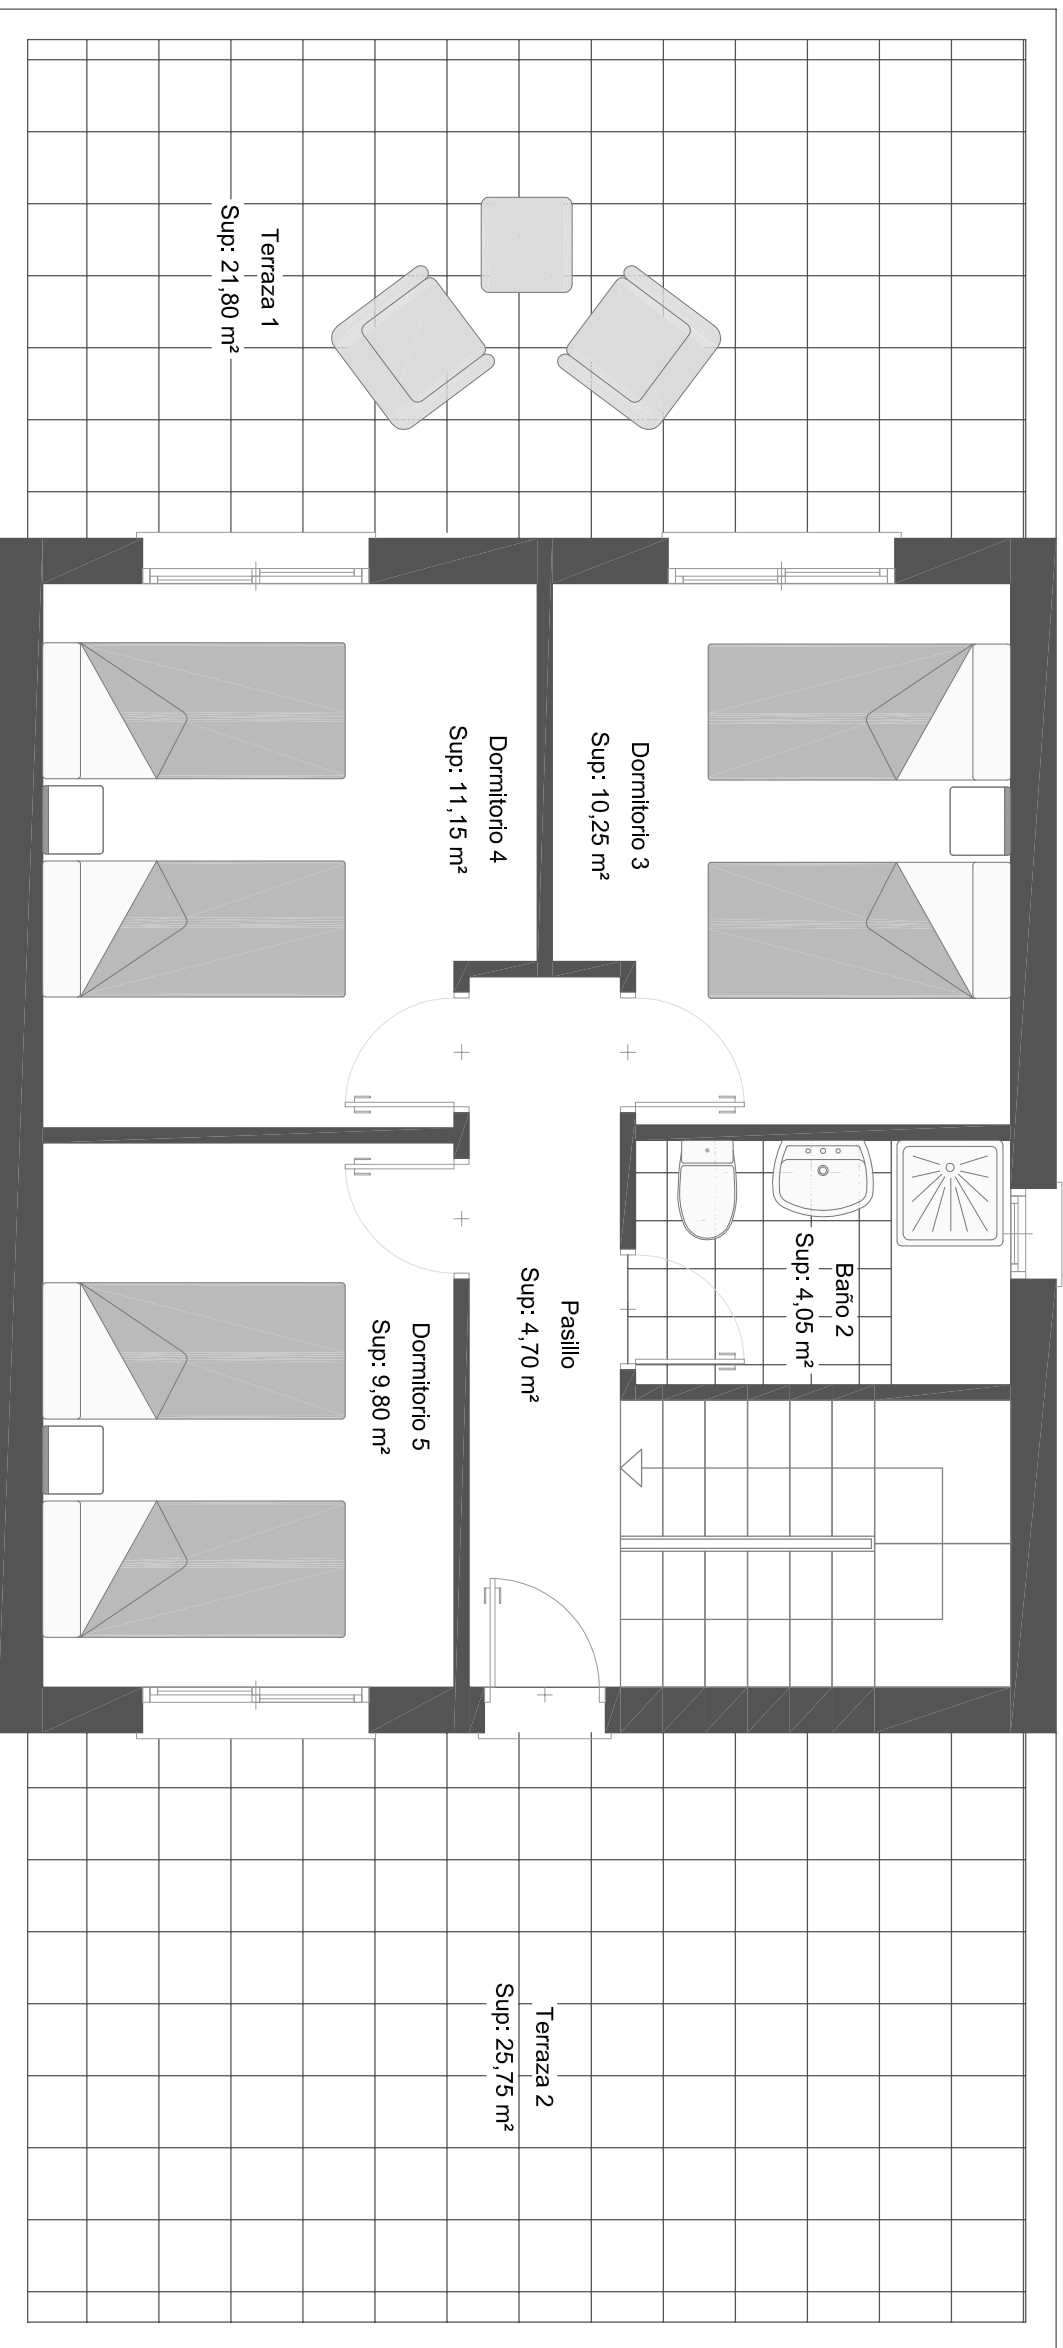 Terraza 1
Sup: 21,80 m²
Dormitorio 3
Sup: 10,25 m²
Dormitorio 4
Sup: 11,15 m²
Baño 2
Sup: 4,05 m²
Pasillo
Sup: 4,70 m²
Dormitorio 5
Sup: 9,80 m²
Terraza 2
Sup: 25,75 m²